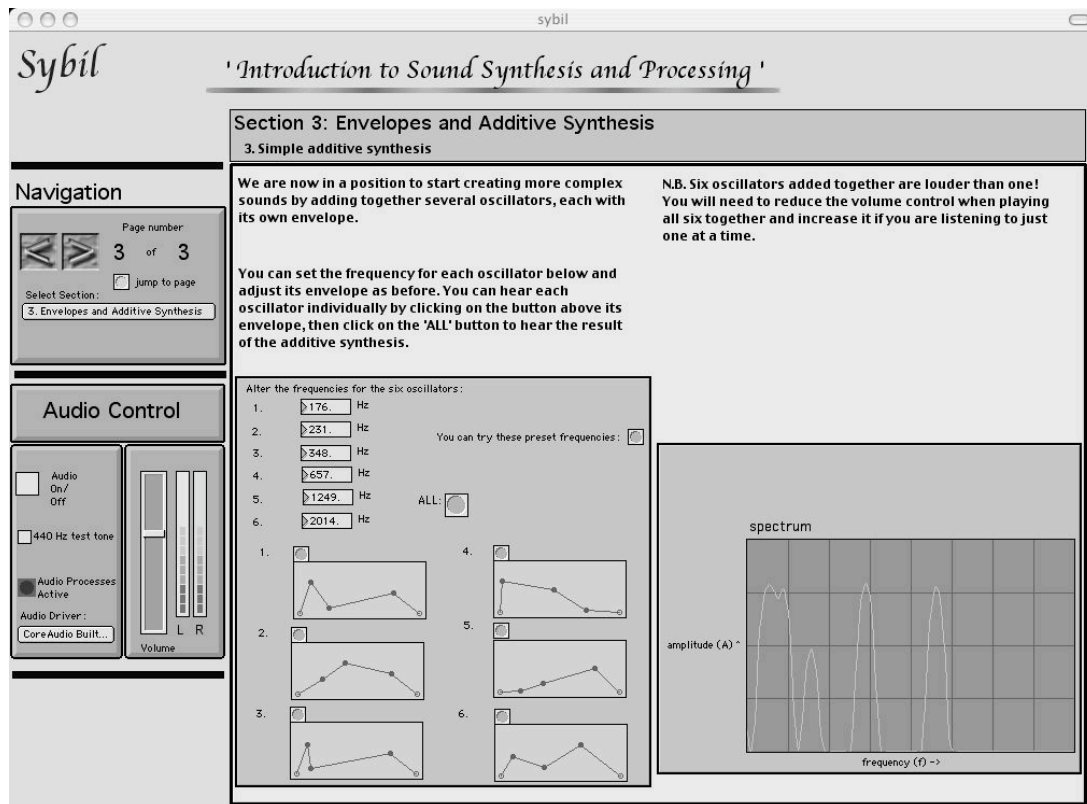 sybil
Sybil
' Introduction to Sound Synthesis and Processing '
Section 3: Envelopes and Additive Synthesis
3. Simple additive synthesis
Navigation
Page number
3 of 3
jump to page
Select Section:
3. Envelopes and Additive Synthesis
Audio Control
Audio
On/
Off
440 Hz test tone
Audio Processes
Active
Audio Driver:
CoreAudio Built...
L R
Volume
We are now in a position to start creating more complex
sounds by adding together several oscillators, each with
its own envelope.
You can set the frequency for each oscillator below and
adjust its envelope as before. You can hear each
oscillator individually by clicking on the button above its
envelope, then click on the 'ALL' button to hear the result
of the additive synthesis.
N.B. Six oscillators added together are louder than one!
You will need to reduce the volume control when playing
all six together and increase it if you are listening to just
one at a time.
Alter the frequencies for the six oscillators:
1. 176. Hz
2. 231. Hz
3. 348. Hz
4. 657. Hz
5. 1249. Hz
6. 2014. Hz
You can try these preset frequencies:
ALL:
1.
4.
2.
5.
3.
6.
spectrum
amplitude (A) ^
frequency (f) ->